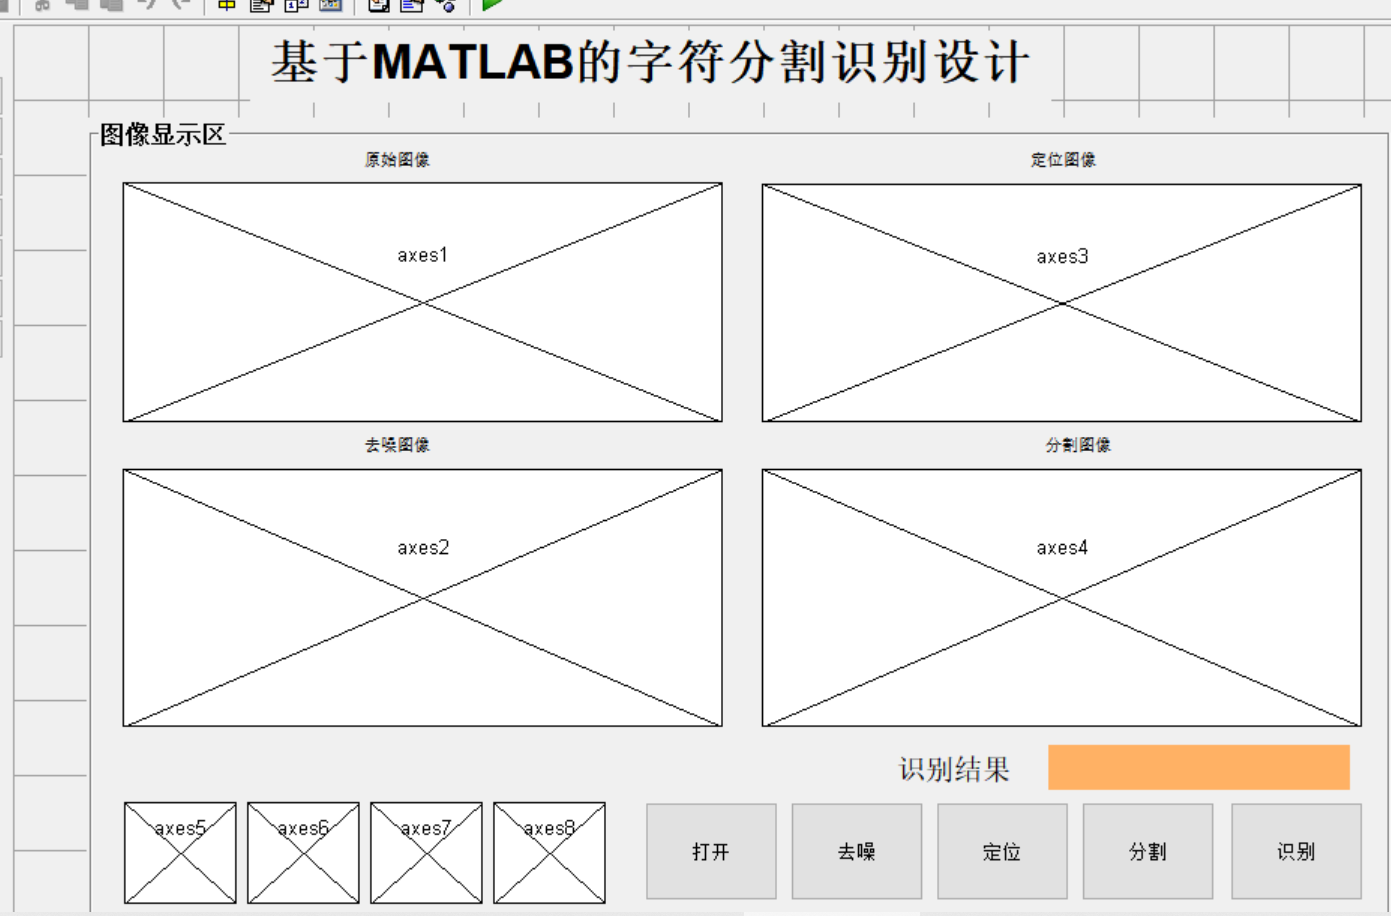 基于MATLAB的字符分割识别设计
图像显示区
原始图像
定位图像
axes1
axes3
去噪图像
分割图像
axes2
axes4
识别结果
axes5 axes6 axes7 axes8
打开 去噪 定位 分割 识别